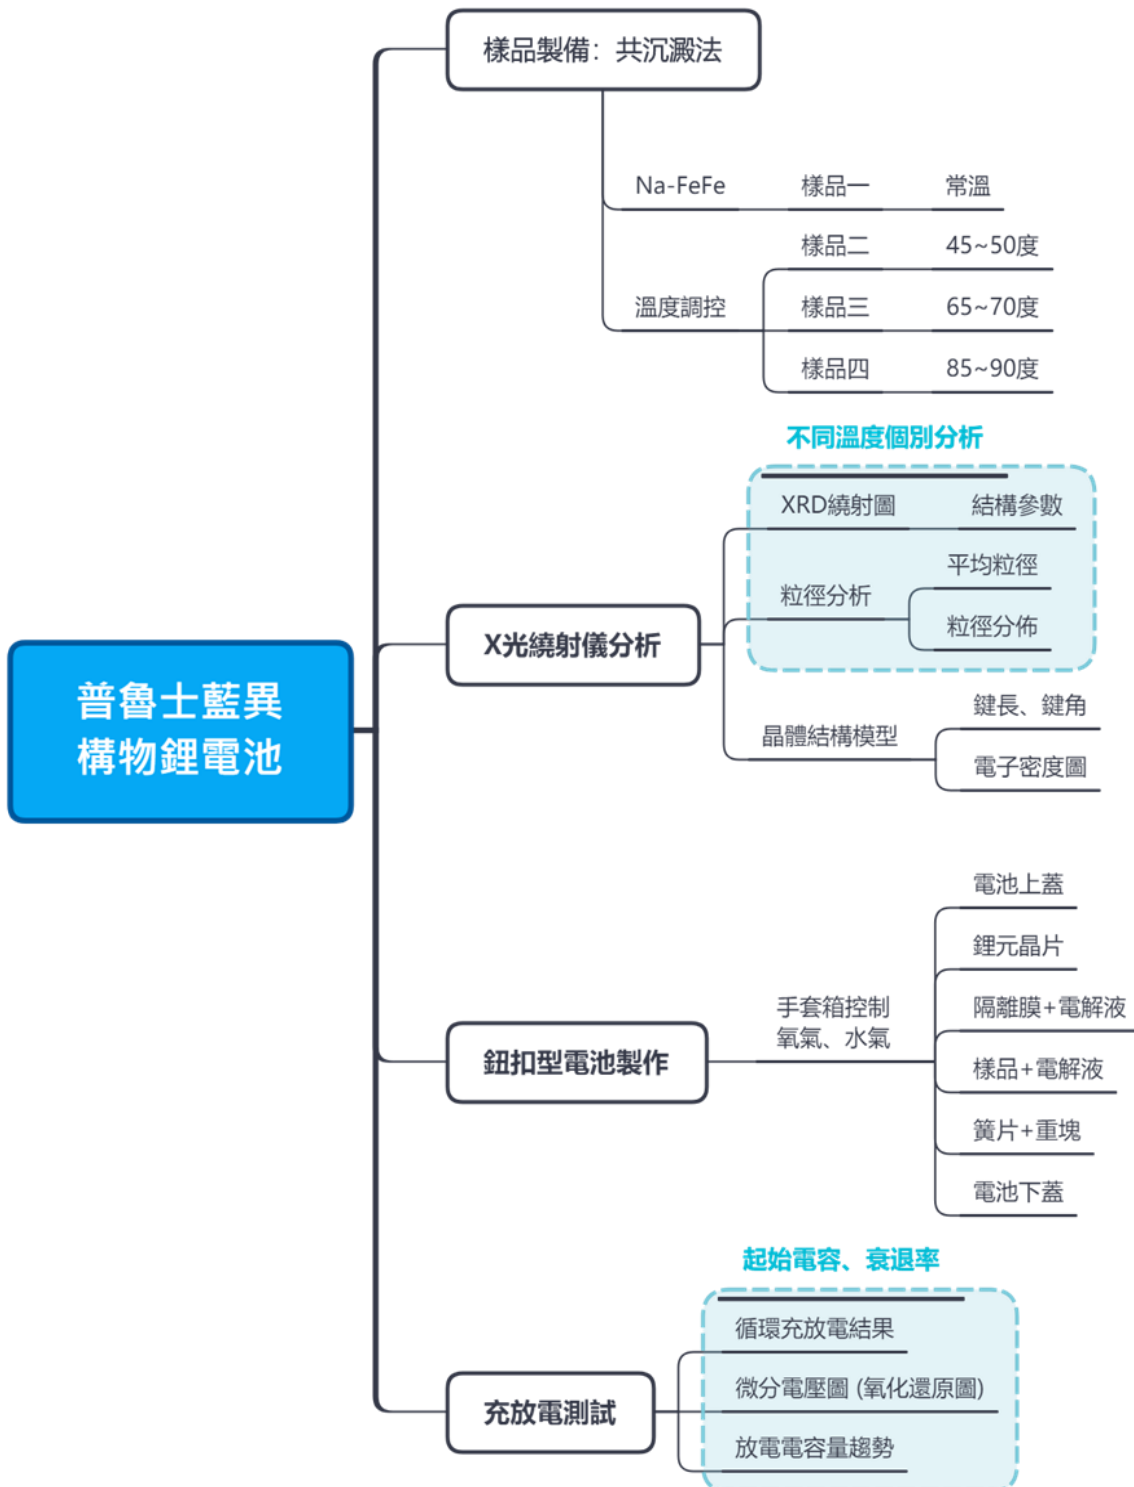 普魯士藍異
構物鋰電池
樣品製備：共沉澱法
Na-FeFe 樣品一 常溫
溫度調控
樣品二 45~50度
樣品三 65~70度
樣品四 85~90度
X光繞射儀分析
不同溫度個別分析
XRD繞射圖 結構參數
粒徑分析
平均粒徑
粒徑分佈
晶體結構模型
鍵長、鍵角
電子密度圖
鈕扣型電池製作
手套箱控制
氧氣、水氣
電池上蓋
鋰元晶片
隔離膜+電解液
樣品+電解液
簧片+重塊
電池下蓋
充放電測試
起始電容、衰退率
循環充放電結果
微分電壓圖 (氧化還原圖)
放電電容量趨勢